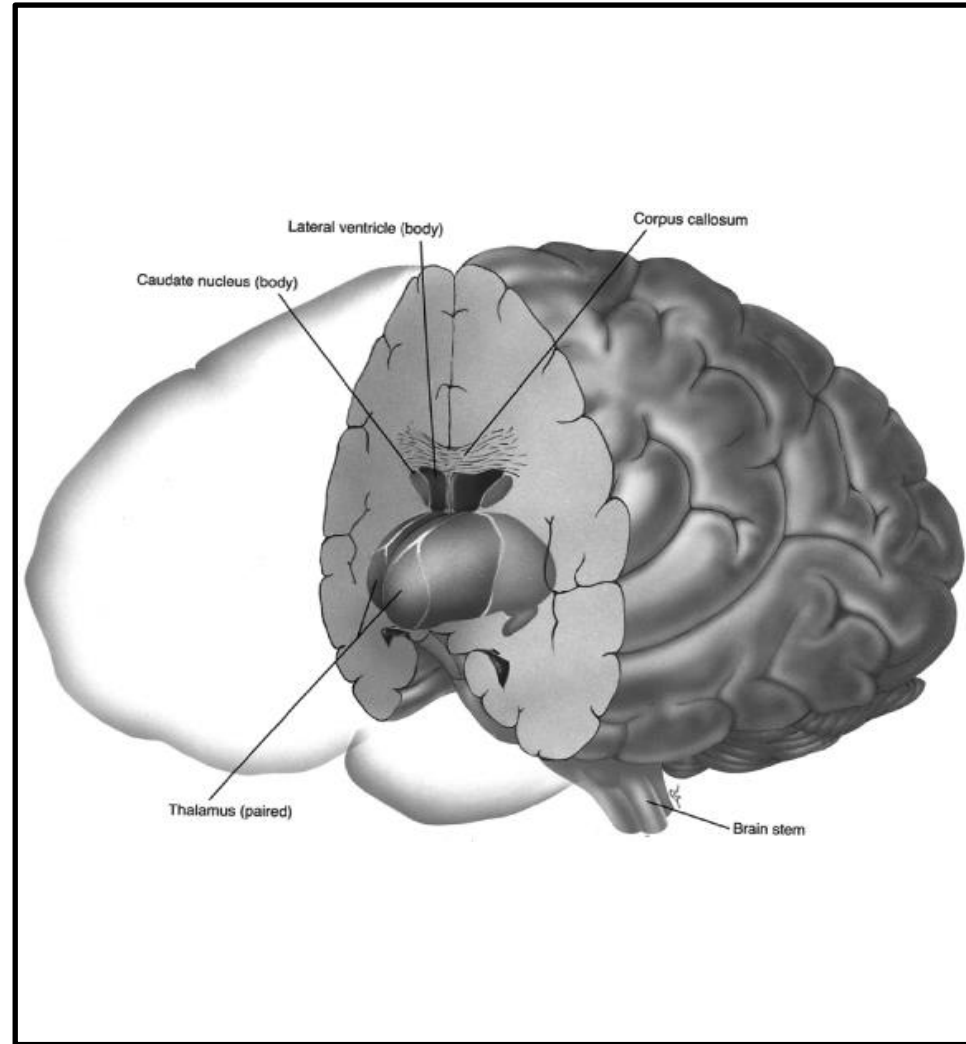 Lateral ventricle (body)
Corpus callosum
Caudate nucleus (body)
Thalamus (paired)
Brain stem